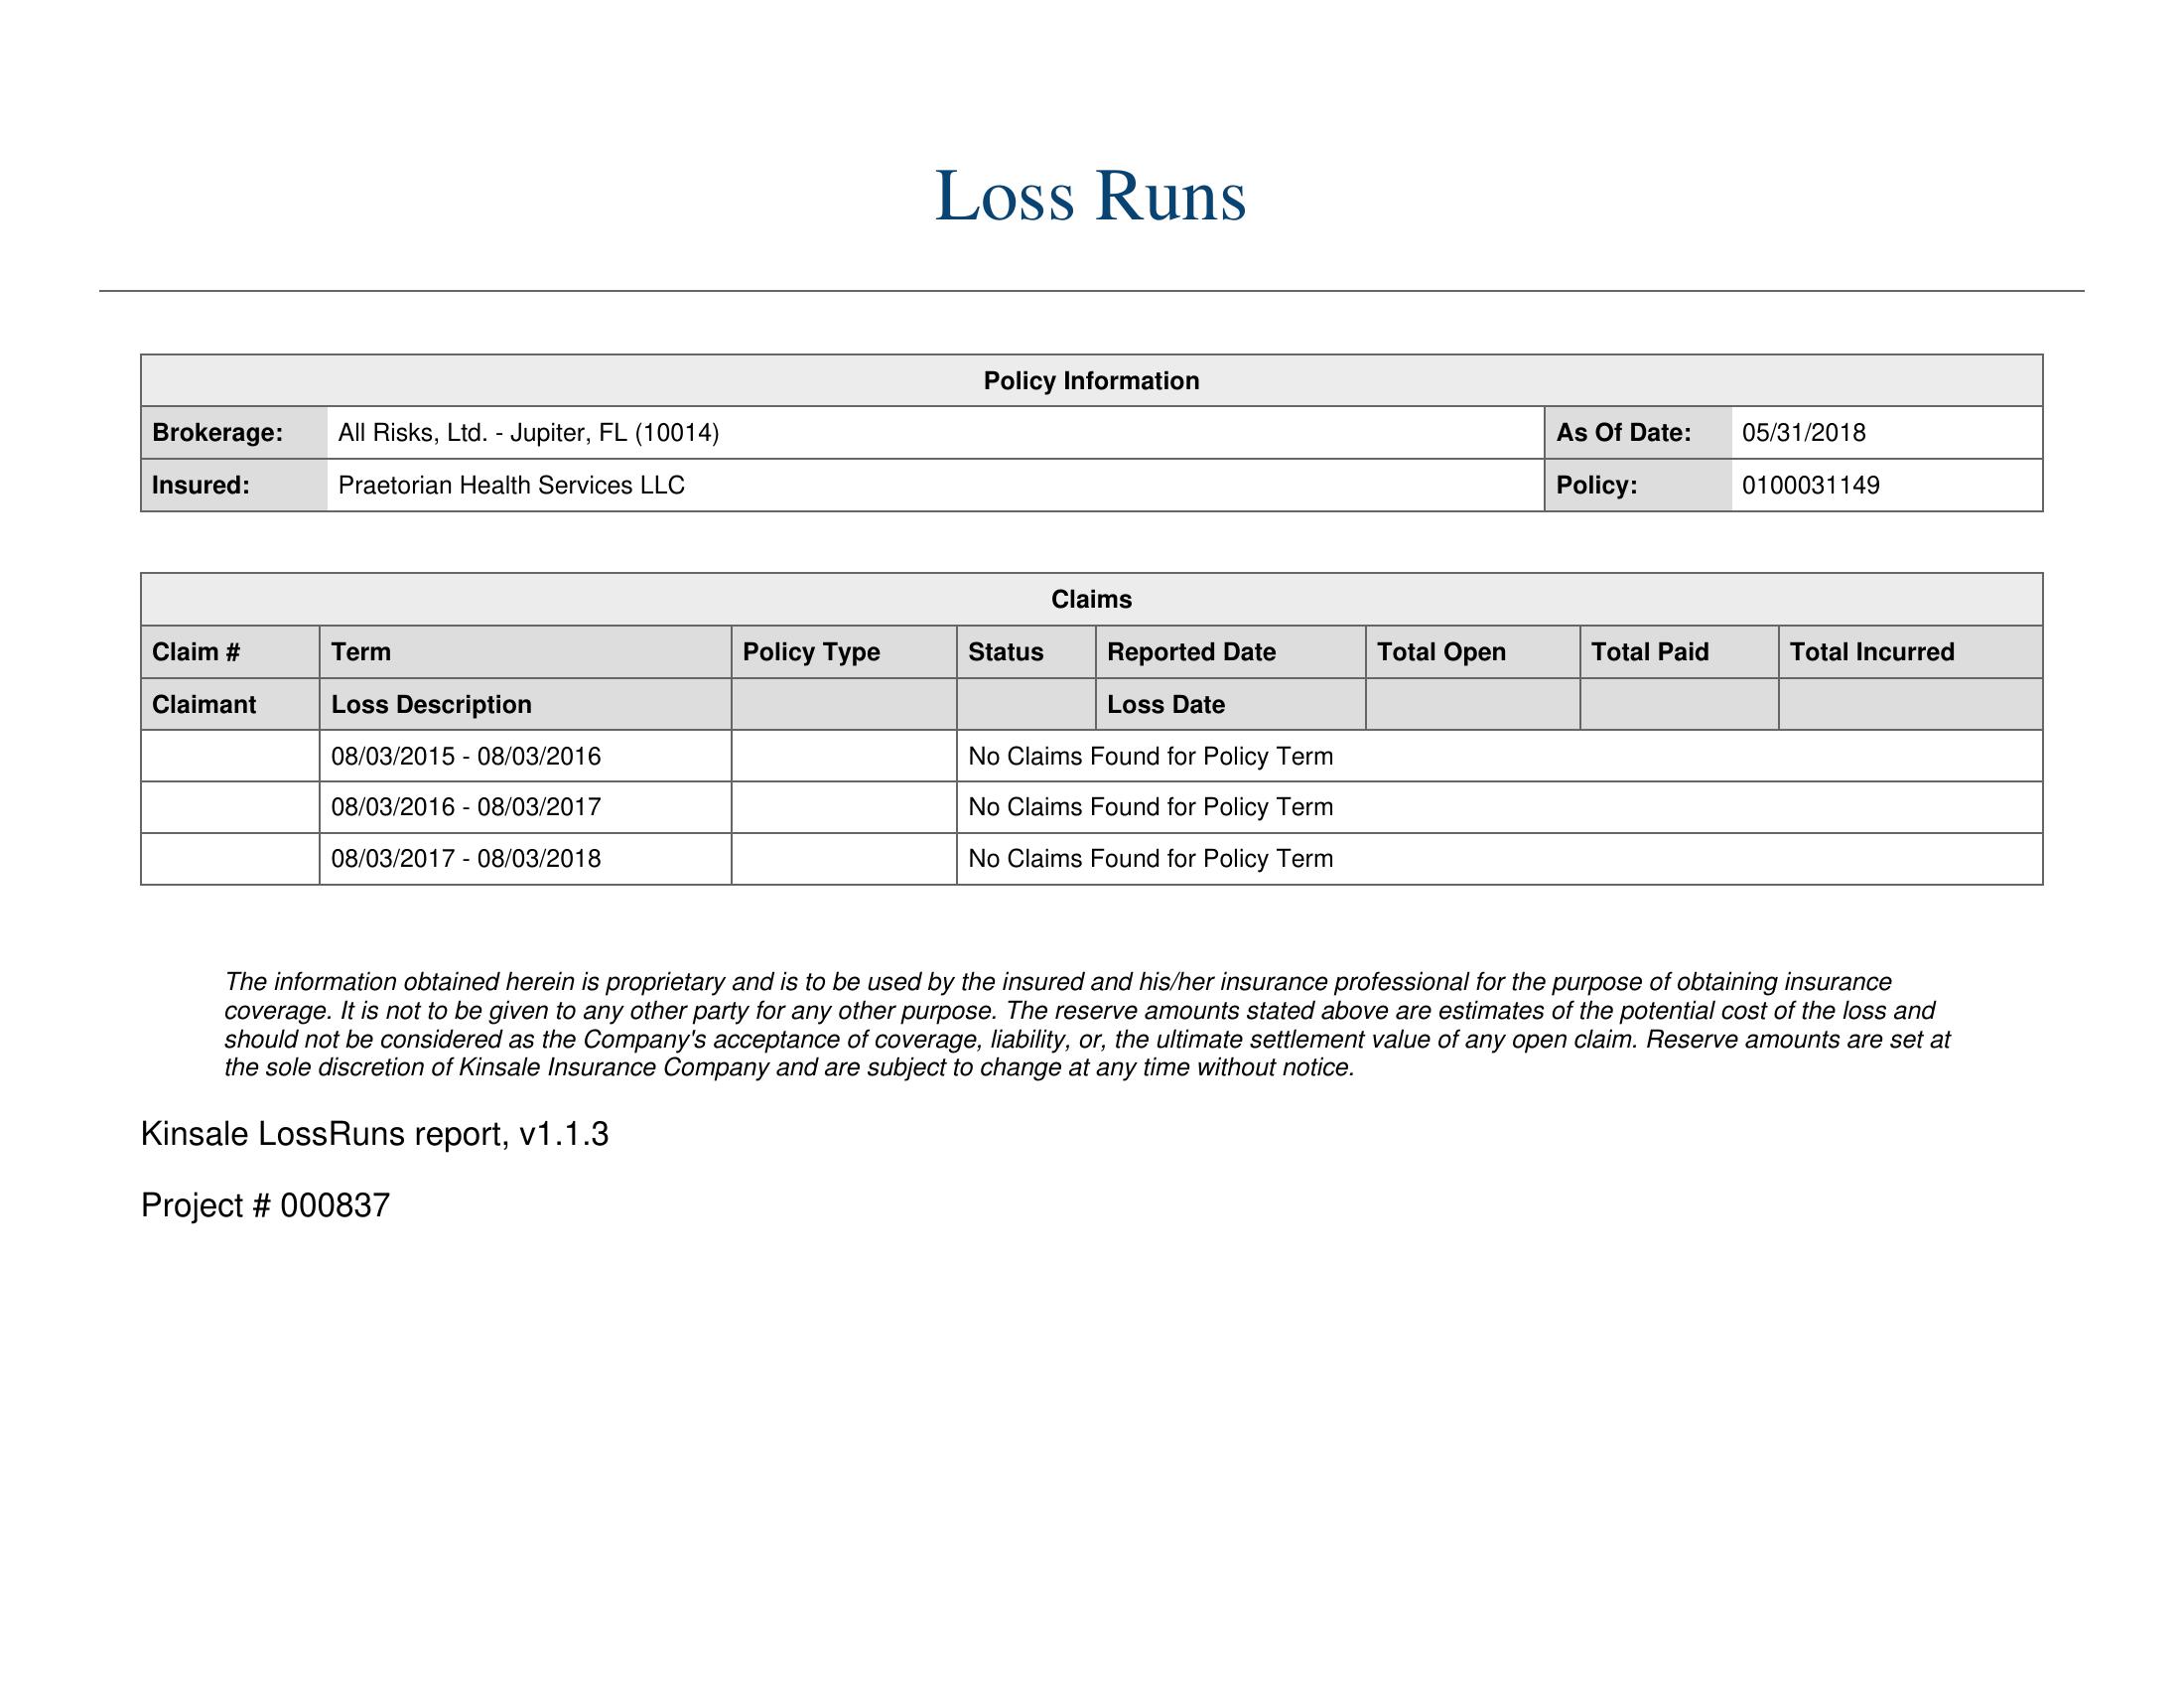 Loss Runs
Policy Information
Brokerage: All Risks, Ltd. - Jupiter, FL (10014) As Of Date: 05/31/2018
Insured: Praetorian Health Services LLC Policy: 0100031149
Claims
Claim # Term Policy Type Status Reported Date Total Open Total Paid Total Incurred
Claimant Loss Description Loss Date
08/03/2015 - 08/03/2016 No Claims Found for Policy Term
08/03/2016 - 08/03/2017 No Claims Found for Policy Term
08/03/2017 - 08/03/2018 No Claims Found for Policy Term
The information obtained herein is proprietary and is to be used by the insured and his/her insurance professional for the purpose of obtaining insurance
coverage. It is not to be given to any other party for any other purpose. The reserve amounts stated above are estimates of the potential cost of the loss and
should not be considered as the Company's acceptance of coverage, liability, or, the ultimate settlement value of any open claim. Reserve amounts are set at
the sole discretion of Kinsale Insurance Company and are subject to change at any time without notice.
Kinsale LossRuns report, v1.1.3
Project # 000837